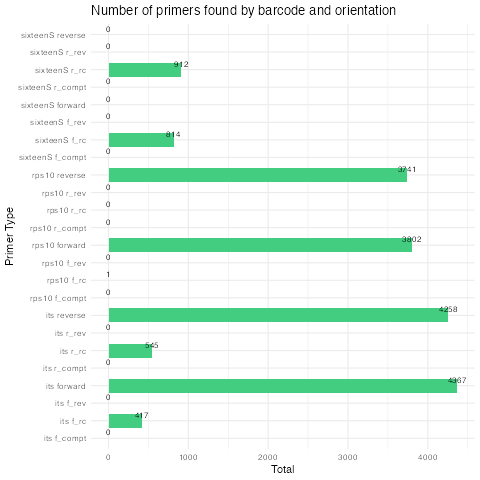 Number of primers found by barcode and orientation
Primer Type
sixteenS reverse 0
sixteenS r_rev 0
sixteenS r_rc 912
sixteenS r_compt 0
sixteenS forward 0
sixteenS f_rev 0
sixteenS f_rc 814
sixteenS f_compt 0
rps10 reverse 3741
rps10 r_rev 0
rps10 r_rc 0
rps10 r_compt 0
rps10 forward 3802
rps10 f_rev 0
rps10 f_rc 1
rps10 f_compt 0
its reverse 4258
its r_rev 0
its r_rc 545
its r_compt 0
its forward 4367
its f_rev 0
its f_rc 417
its f_compt 0
0 1000 2000 3000 4000
Total